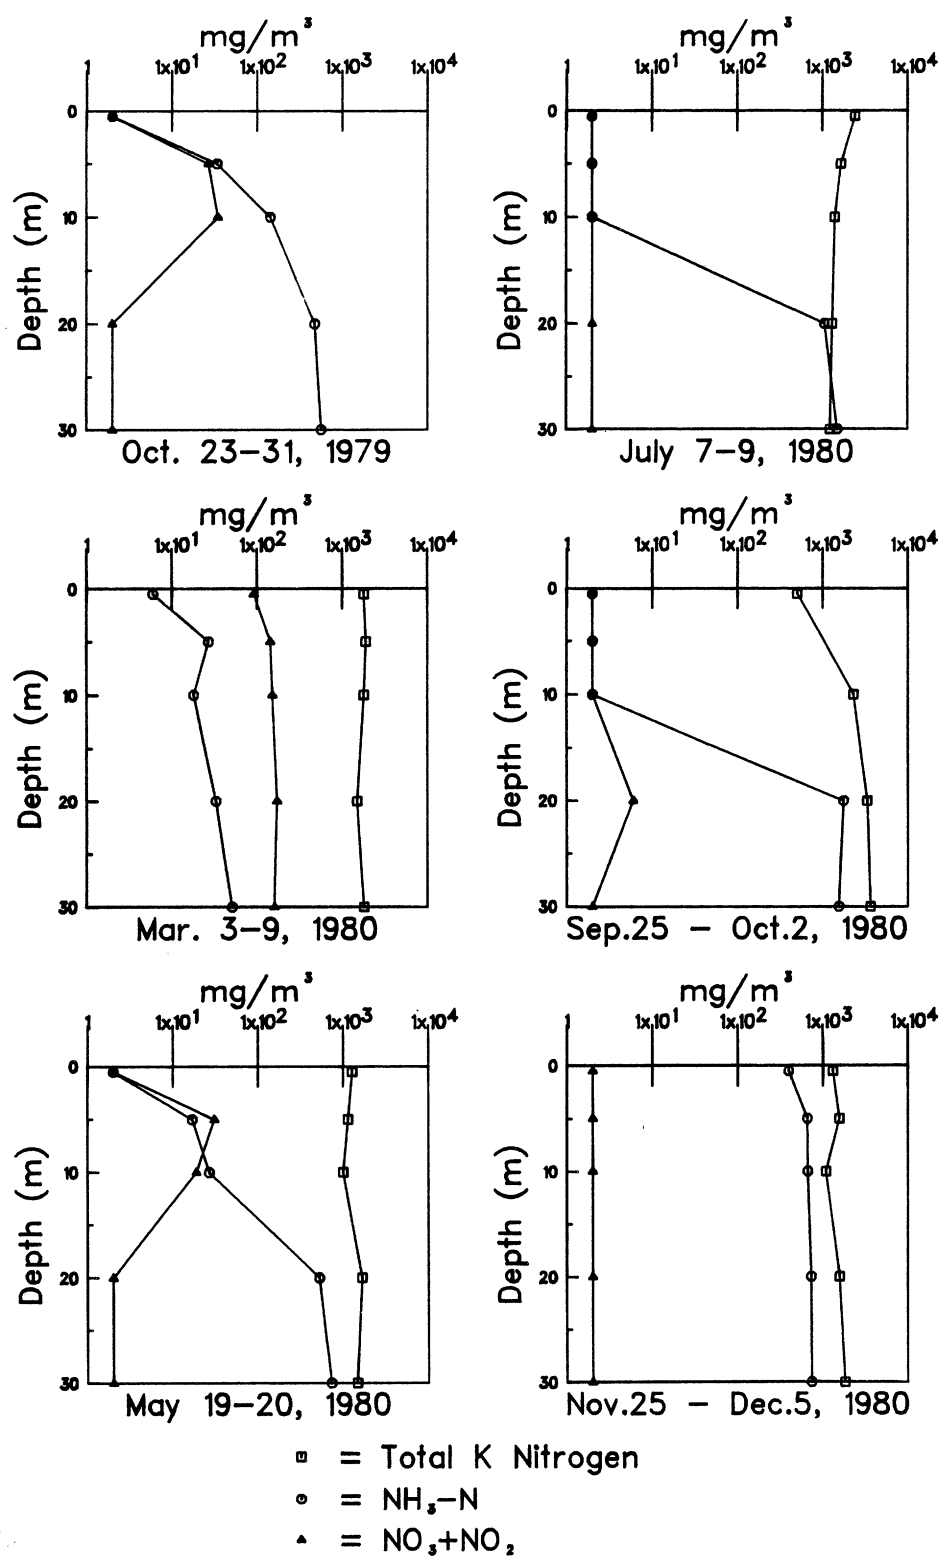 mg/m³ mg/m³
1 1x10¹ 1x10² 1x10³ 1x10⁴ 1 1x10¹ 1x10² 1x10³ 1x10⁴
0 0
Depth (m) 10 Depth (m) 10
20 20
30 30
Oct. 23-31, 1979 July 7-9, 1980
mg/m³ mg/m³
1 1x10¹ 1x10² 1x10³ 1x10⁴ 1 1x10¹ 1x10² 1x10³ 1x10⁴
0 0
Depth (m) 10 Depth (m) 10
20 20
30 30
Mar. 3-9, 1980 Sep.25 - Oct.2, 1980
mg/m³ mg/m³
1 1x10¹ 1x10² 1x10³ 1x10⁴ 1 1x10¹ 1x10² 1x10³ 1x10⁴
0 0
Depth (m) 10 Depth (m) 10
20 20
30 30
May 19-20, 1980 Nov.25 - Dec.5, 1980
= Total K Nitrogen
= NH₃-N
= NO₃+NO₂